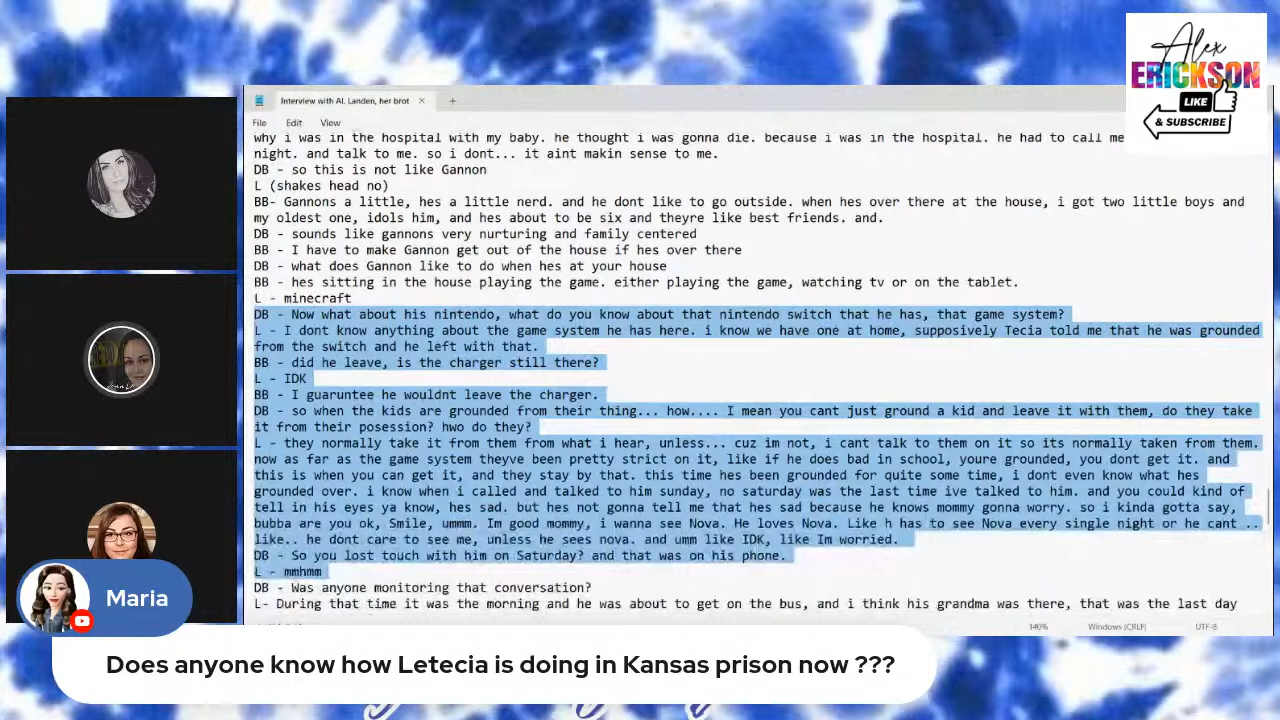 Alex
ERICKSON
LIKE
& SUBSCRIBE
Interview with Al. Landen, her brot
File Edit View
why i was in the hospital with my baby. he thought i was gonna die. because i was in the hospital. he had to call me
night. and talk to me. so i dont... it aint makin sense to me.
DB - so this is not like Gannon
L (shakes head no)
BB- Gannons a little, hes a little nerd. and he dont like to go outside. when hes over there at the house, i got two little boys and
my oldest one, idols him, and hes about to be six and theyre like best friends. and.
DB - sounds like gannons very nurturing and family centered
BB - I have to make Gannon get out of the house if hes over there
DB - what does Gannon like to do when hes at your house
BB - hes sitting in the house playing the game. either playing the game, watching tv or on the tablet.
L - minecraft
DB - Now what about his nintendo, what do you know about that nintendo switch that he has, that game system?
L - I dont know anything about the game system he has here. i know we have one at home, supposively Tecia told me that he was grounded
from the switch and he left with that.
BB - did he leave, is the charger still there?
L - IDK
BB - I guaruntee he wouldnt leave the charger.
DB - so when the kids are grounded from their thing... how.... I mean you cant just ground a kid and leave it with them, do they take
it from their posession? hwo do they?
L - they normally take it from them from what i hear, unless... cuz im not, i cant talk to them on it so its normally taken from them.
now as far as the game system theyve been pretty strict on it, like if he does bad in school, youre grounded, you dont get it. and
this is when you can get it, and they stay by that. this time hes been grounded for quite some time, i dont even know what hes
grounded over. i know when i called and talked to him sunday, no saturday was the last time ive talked to him. and you could kind of
tell in his eyes ya know, hes sad. but hes not gonna tell me that hes sad because he knows mommy gonna worry. so i kinda gotta say,
bubba are you ok, Smile, ummm. Im good mommy, i wanna see Nova. He loves Nova. Like h has to see Nova every single night or he cant ..
like.. he dont care to see me, unless he sees nova. and umm like IDK, like Im worried.
DB - So you lost touch with him on Saturday? and that was on his phone.
L - mmhmm
DB - Was anyone monitoring that conversation?
L- During that time it was the morning and he was about to get on the bus, and i think his grandma was there, that was the last day
140% Windows (CRLF) UTF-8
Maria
Does anyone know how Letecia is doing in Kansas prison now ???